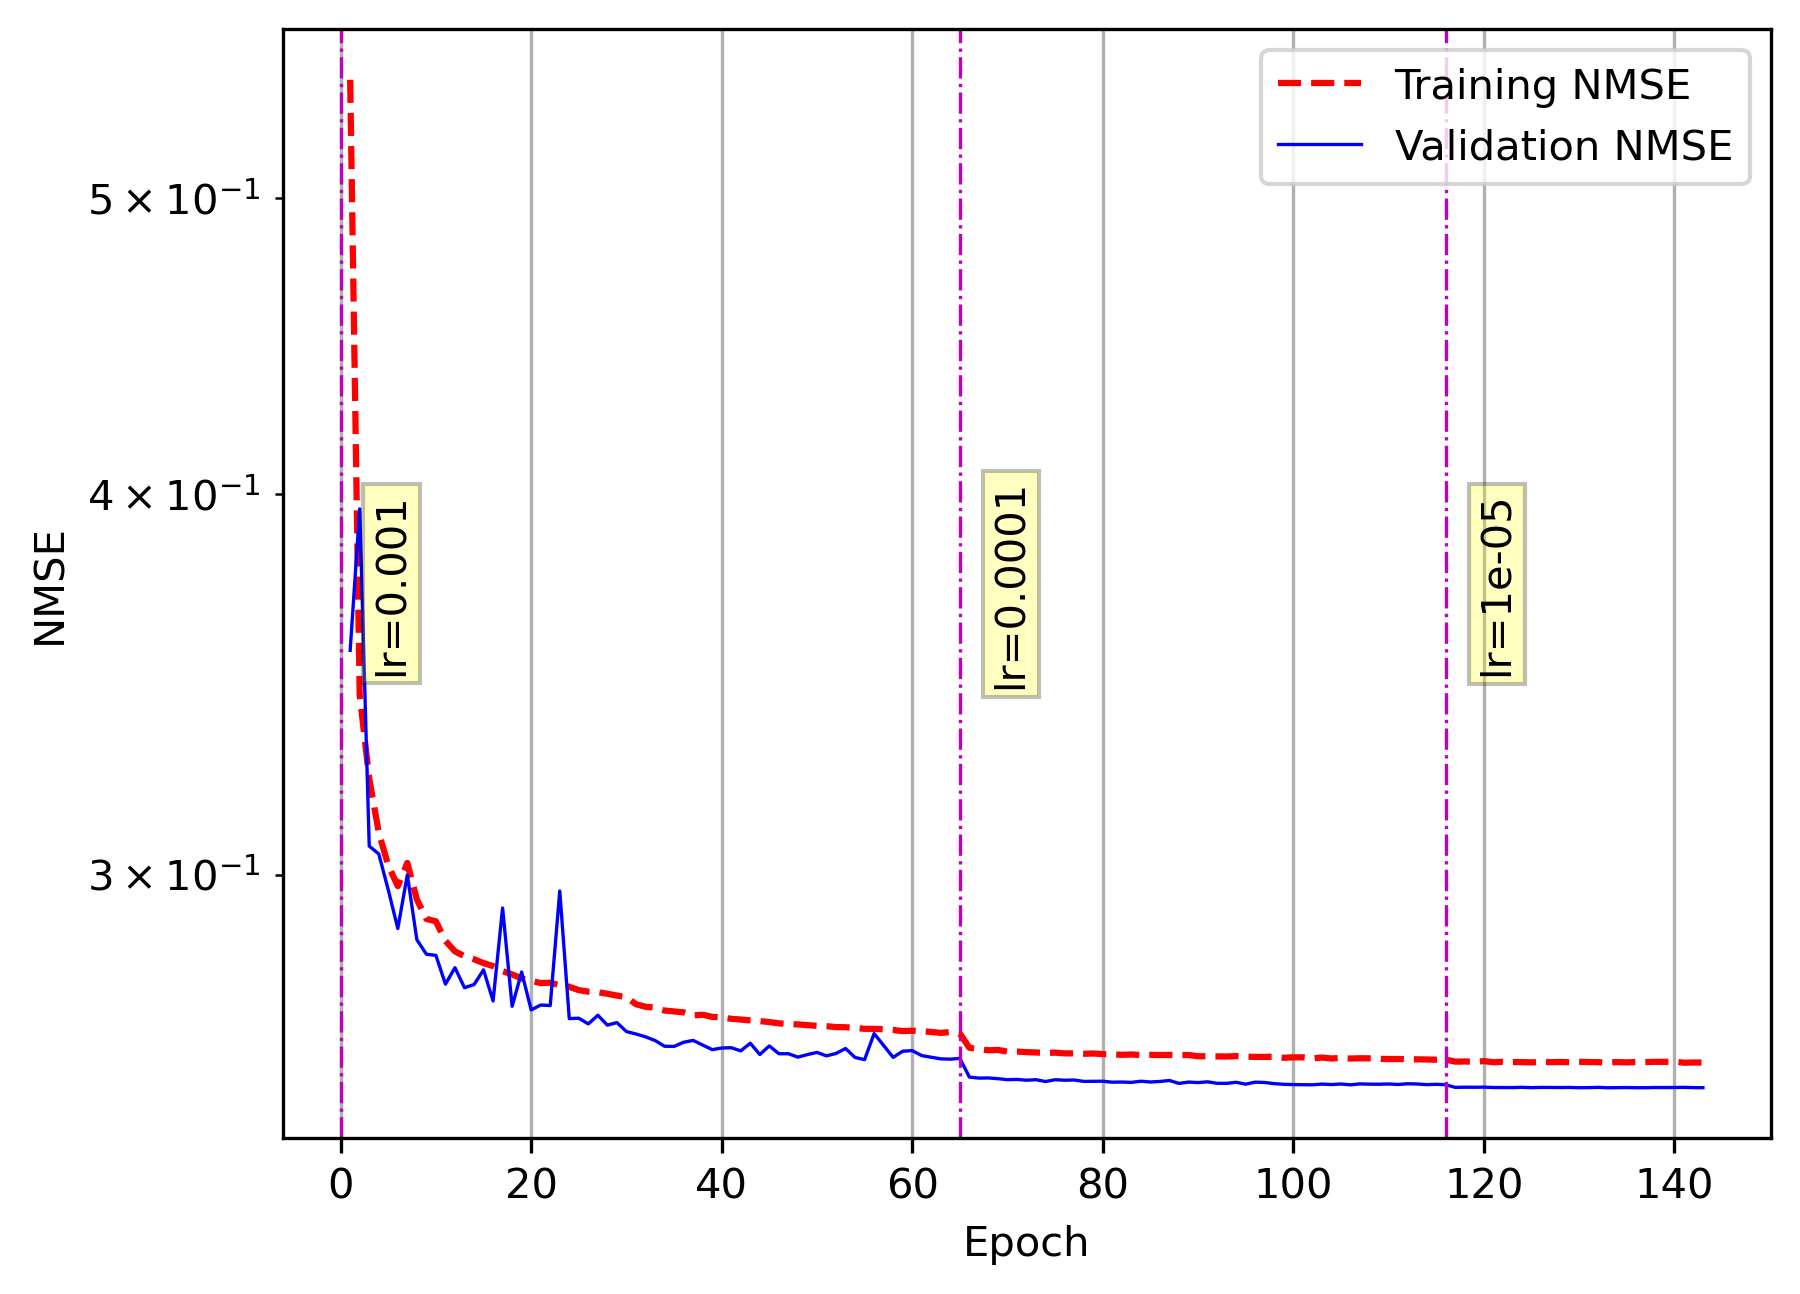 Training NMSE
Validation NMSE
5 × 10⁻¹
4 × 10⁻¹
3 × 10⁻¹
NMSE
lr=0.001
lr=0.0001
lr=1e-05
0 20 40 60 80 100 120 140
Epoch